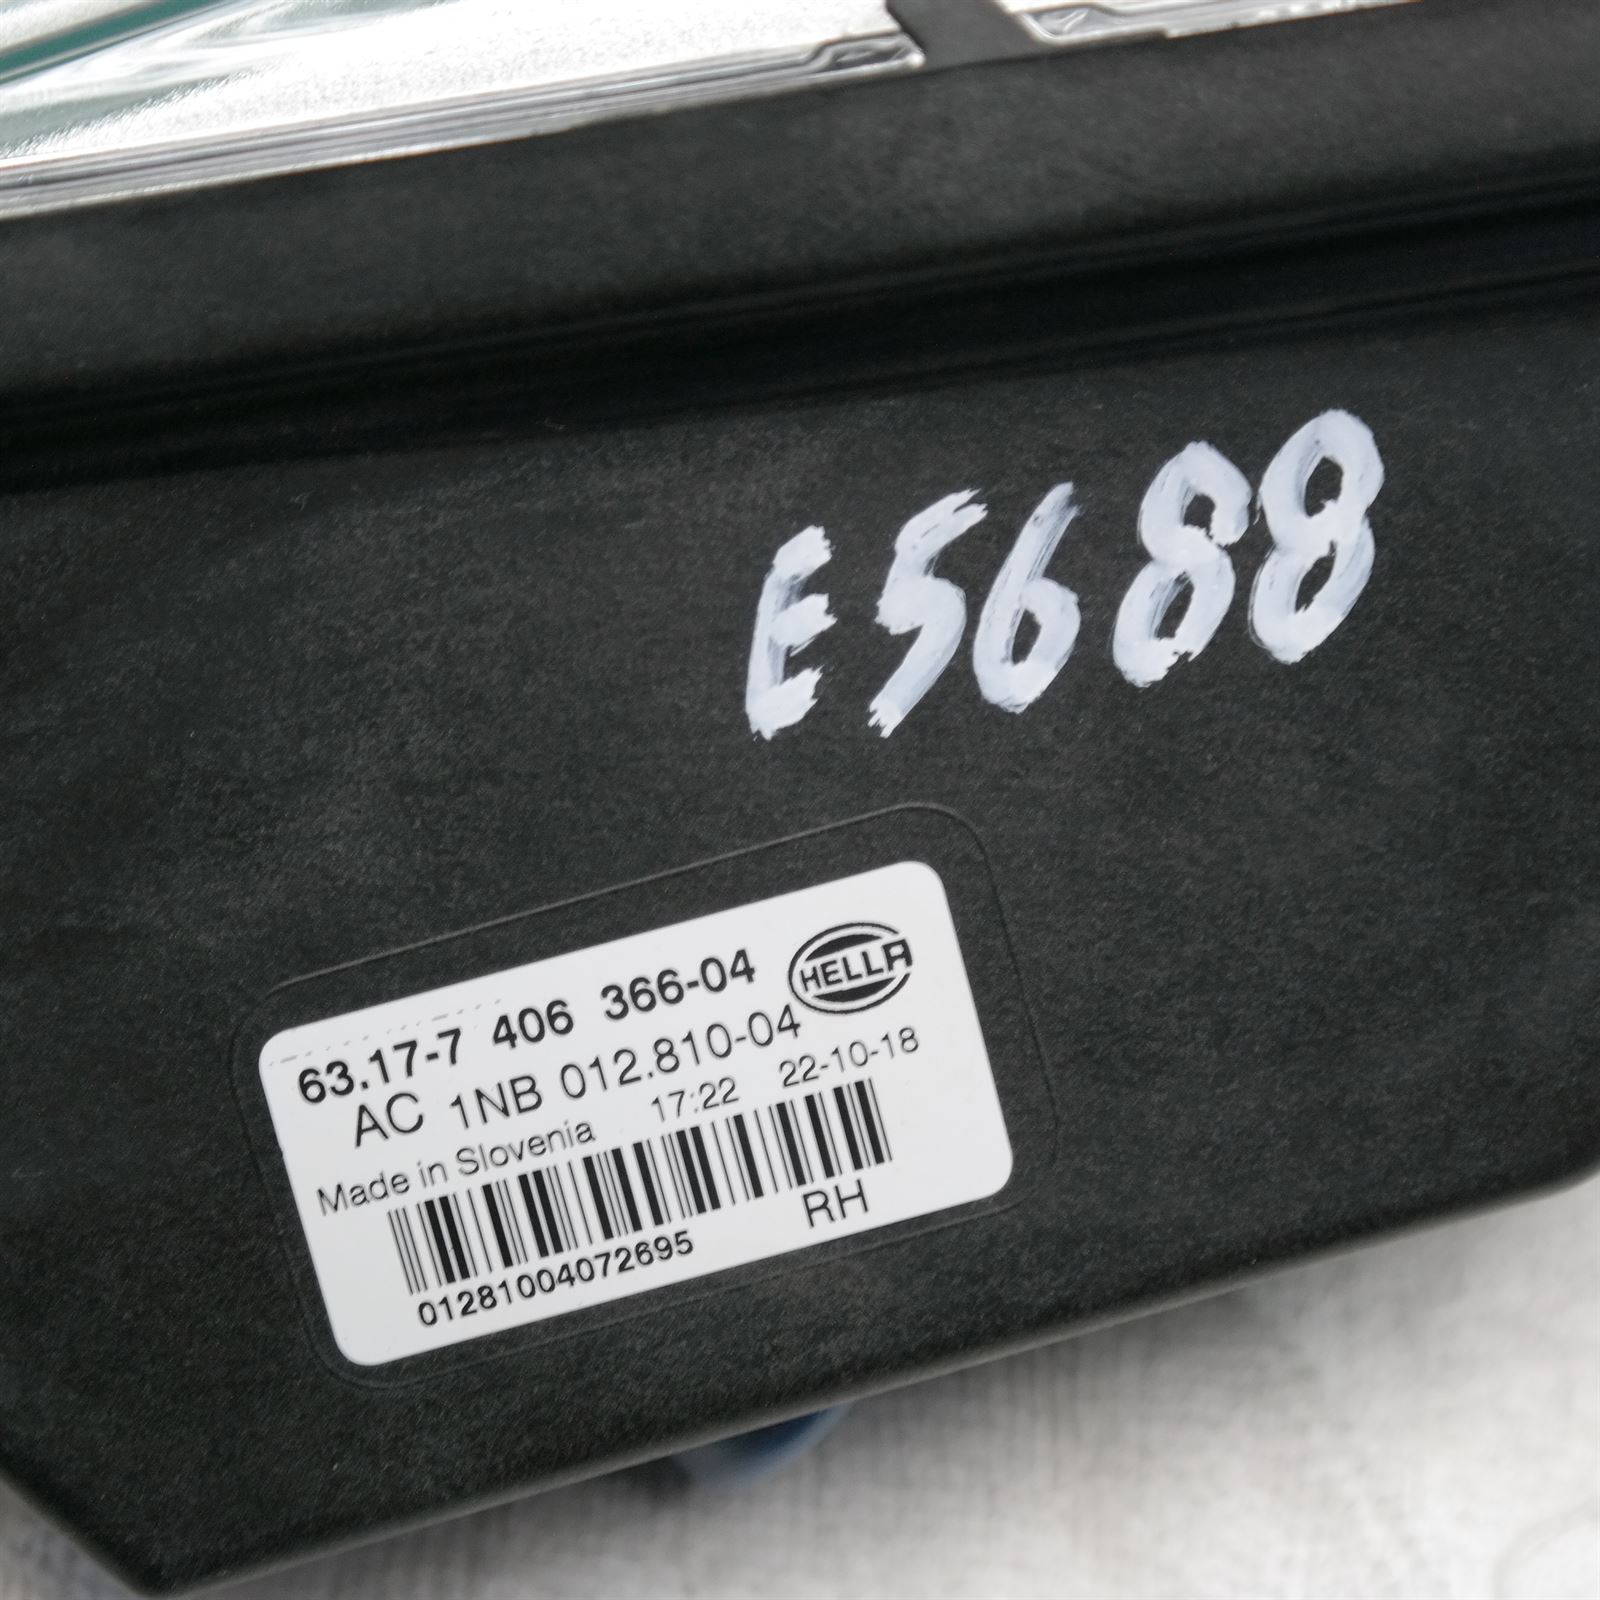 E5688
63.17-7 406 366-04
HELLA
AC 1NB 012.810-04
Made in Slovenia 17:22 22-10-18
01281004072695
RH